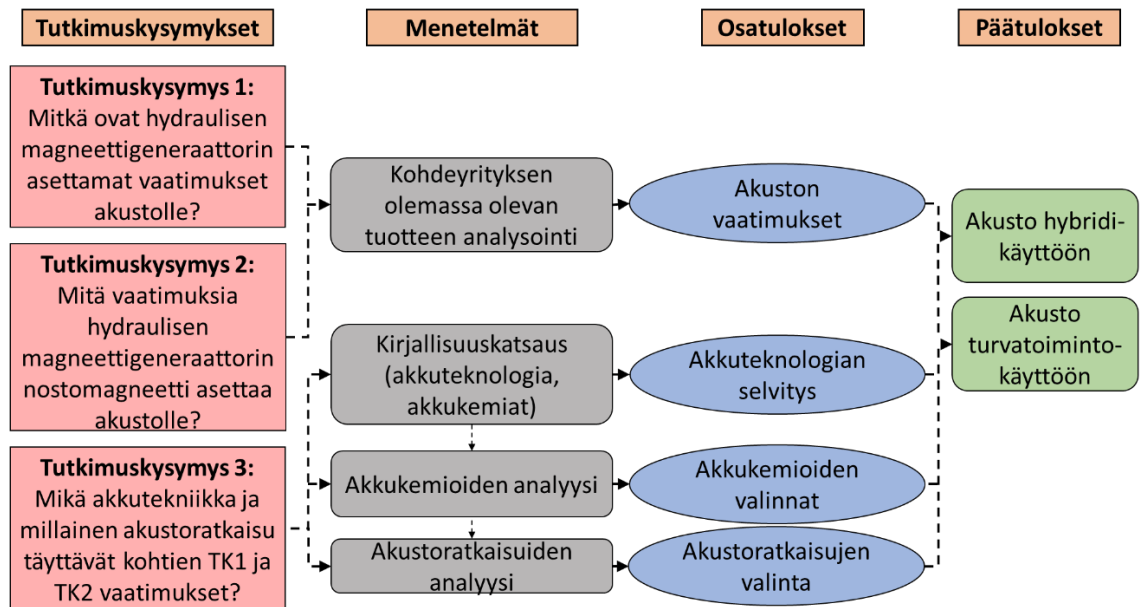 Tutkimuskysymykset
Menetelmät
Osatulokset
Päätulokset
Tutkimuskysymys 1:
Mitkä ovat hydraulisen
magneettigeneraattorin
asettamat vaatimukset
akustolle?
Tutkimuskysymys 2:
Mitä vaatimuksia
hydraulisen
magneettigeneraattorin
nostomagneetti asettaa
akustolle?
Tutkimuskysymys 3:
Mikä akkutekniikka ja
millainen akustoratkaisu
täyttävät kohtien TK1 ja
TK2 vaatimukset?
Kohdeyrityksen
olemassa olevan
tuotteen analysointi
Kirjallisuuskatsaus
(akkuteknologia,
akkukemiat)
Akkukemioiden analyysi
Akustoratkaisuiden
analyysi
Akuston
vaatimukset
Akkuteknologian
selvitys
Akkukemioiden
valinnat
Akustoratkaisujen
valinta
Akusto hybridi-
käyttöön
Akusto
turvatoiminto-
käyttöön